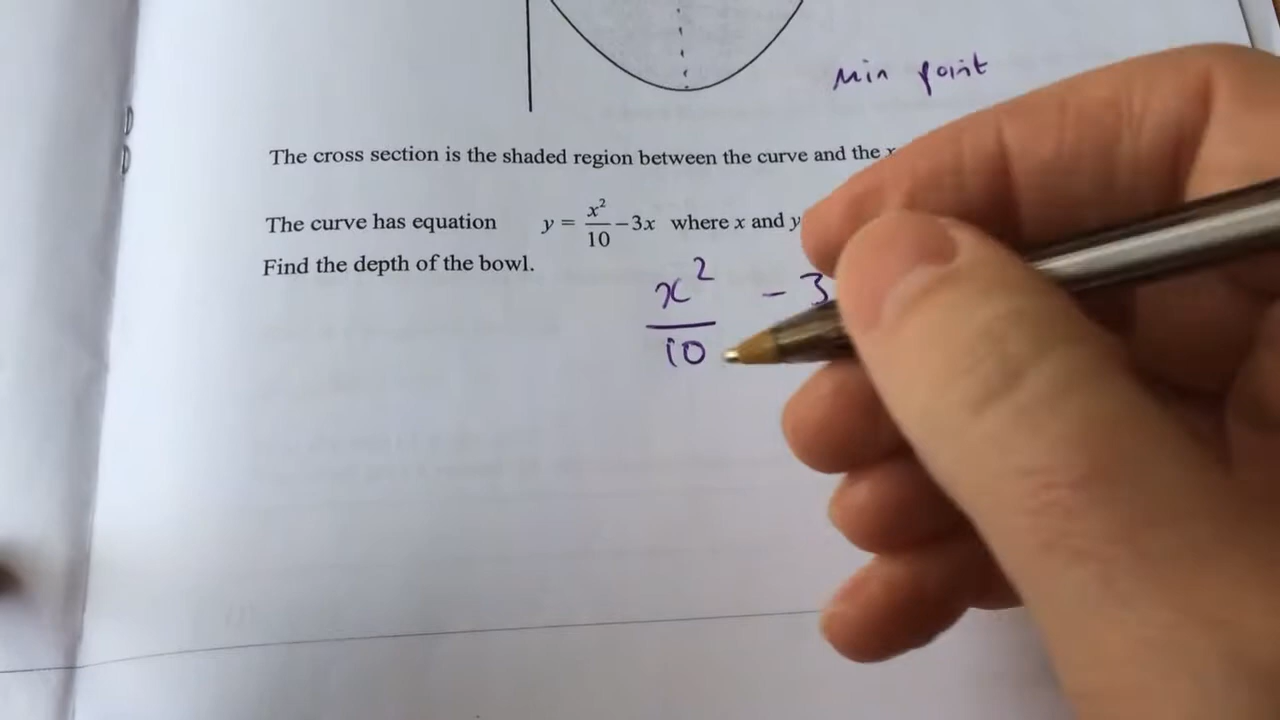 Min point
The cross section is the shaded region between the curve and the x
The curve has equation y = x²/10 − 3x where x and y
Find the depth of the bowl.
x²/10 − 3